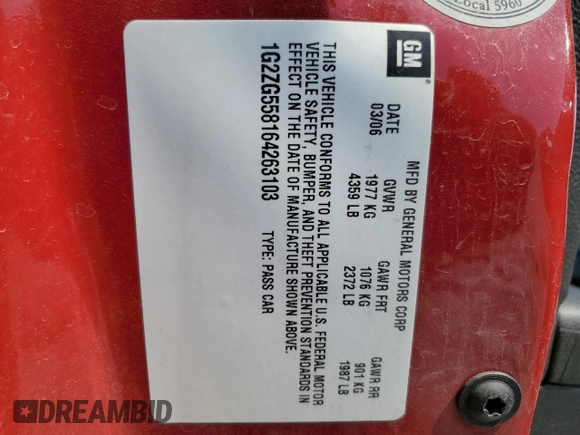 Local 5960
GM
MFD BY GENERAL MOTORS CORP
DATE GVWR GAWR FRT GAWR RR
03/06 1977 KG 1076 KG 901 KG
4359 LB 2372 LB 1987 LB
THIS VEHICLE CONFORMS TO ALL APPLICABLE U.S. FEDERAL MOTOR
VEHICLE SAFETY, BUMPER, AND THEFT PREVENTION STANDARDS IN
EFFECT ON THE DATE OF MANUFACTURE SHOWN ABOVE.
1G2ZG558164263103 TYPE: PASS CAR
DREAMBID